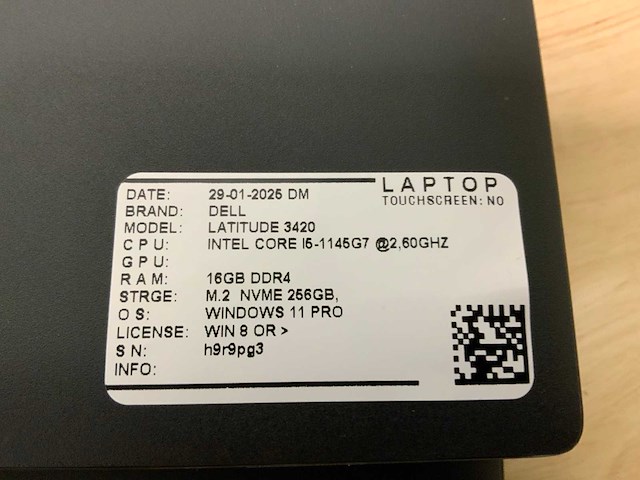 LAPTOP
TOUCHSCREEN: NO
DATE: 29-01-2025 DM
BRAND: DELL
MODEL: LATITUDE 3420
CPU: INTEL CORE I5-1145G7 @2,60GHZ
GPU:
RAM: 16GB DDR4
STRGE: M.2 NVME 256GB,
OS: WINDOWS 11 PRO
LICENSE: WIN 8 OR >
SN: h9r9pg3
INFO: